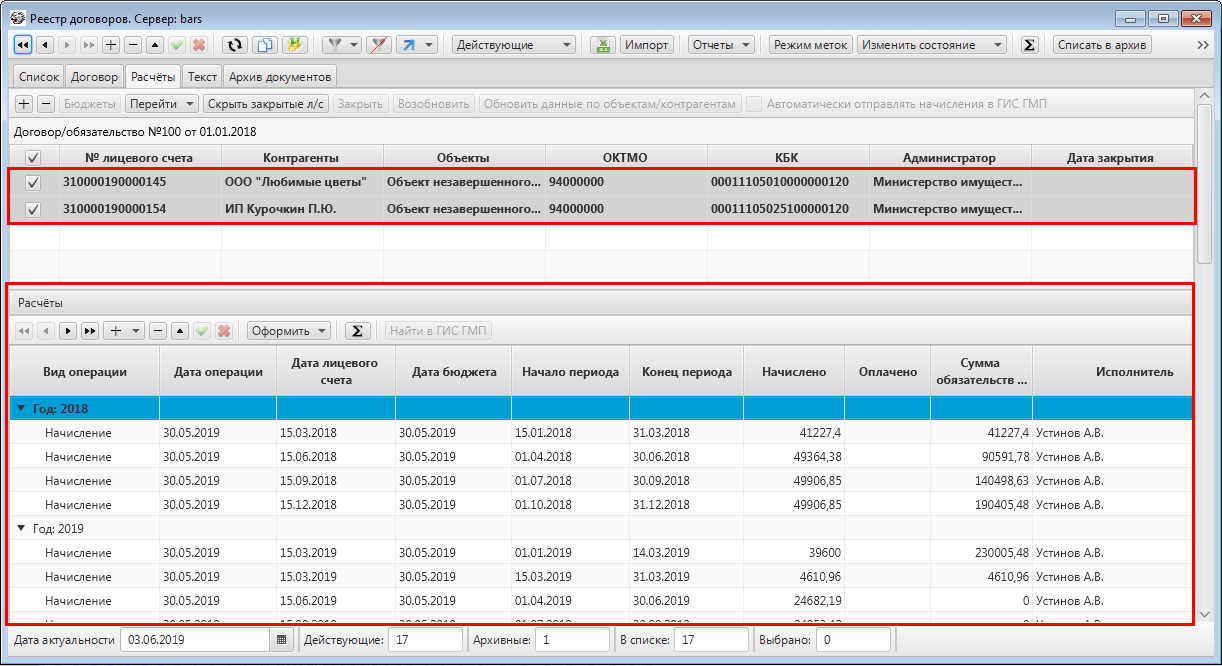 Реестр договоров. Сервер: bars
Действующие Импорт Отчеты Режим меток Изменить состояние Σ Списать в архив
Список Договор Расчёты Текст Архив документов
Бюджеты Перейти Скрыть закрытые л/с Закрыть Возобновить Обновить данные по объектам/контрагентам Автоматически отправлять начисления в ГИС ГМП
Договор/обязательство №100 от 01.01.2018
№ лицевого счета Контрагенты Объекты ОКТМО КБК Администратор Дата закрытия
310000190000145 ООО "Любимые цветы" Объект незавершенного... 94000000 00011105010000000120 Министерство имущест...
310000190000154 ИП Курочкин П.Ю. Объект незавершенного... 94000000 00011105025100000120 Министерство имущест...
Расчёты
Оформить Σ Найти в ГИС ГМП
Вид операции Дата операции Дата лицевого счета Дата бюджета Начало периода Конец периода Начислено Оплачено Сумма обязательств ... Исполнитель
Год: 2018
Начисление 30.05.2019 15.03.2018 30.05.2019 15.01.2018 31.03.2018 41227,4 41227,4 Устинов А.В.
Начисление 30.05.2019 15.06.2018 30.05.2019 01.04.2018 30.06.2018 49364,38 90591,78 Устинов А.В.
Начисление 30.05.2019 15.09.2018 30.05.2019 01.07.2018 30.09.2018 49906,85 140498,63 Устинов А.В.
Начисление 30.05.2019 15.12.2018 30.05.2019 01.10.2018 31.12.2018 49906,85 190405,48 Устинов А.В.
Год: 2019
Начисление 30.05.2019 15.03.2019 30.05.2019 01.01.2019 14.03.2019 39600 230005,48 Устинов А.В.
Начисление 30.05.2019 15.03.2019 30.05.2019 15.03.2019 31.03.2019 4610,96 4610,96 Устинов А.В.
Начисление 30.05.2019 15.06.2019 30.05.2019 01.04.2019 30.06.2019 24682,19 0 Устинов А.В.
Дата актуальности 03.06.2019 Действующие: 17 Архивные: 1 В списке: 17 Выбрано: 0